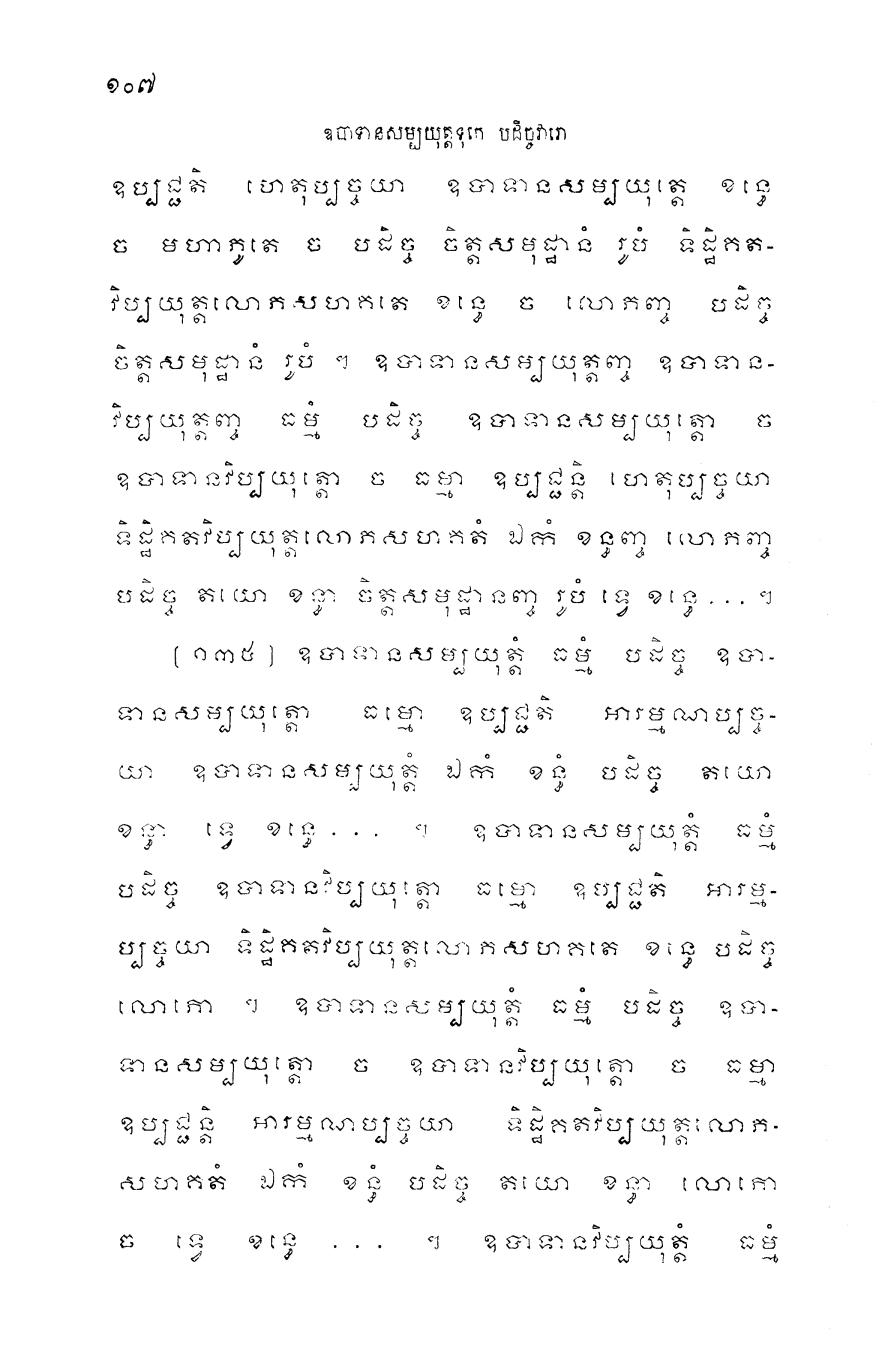 ១០៧
ឧបាទានសម្បយុត្តទុកេ បដិច្ចវារោ
ឧប្បជ្ជតិ ហេតុប្បច្ចយា ឧបាទានសម្បយុត្តេ ខន្ធេ
ច មហាភូតេ ច បដិច្ច ចិត្តសមុដ្ឋានំ រូបំ ទិដ្ឋិគត-
វិប្បយុត្តលោភសហគតេ ខន្ធេ ច លោភញ្ច បដិច្ច
ចិត្តសមុដ្ឋានំ រូបំ ។ ឧបាទានសម្បយុត្តញ្ច ឧបាទាន-
វិប្បយុត្តញ្ច ធម្មំ បដិច្ច ឧបាទានសម្បយុត្តោ ច
ឧបាទានវិប្បយុត្តោ ច ធម្មា ឧប្បជ្ជន្តិ ហេតុប្បច្ចយា
ទិដ្ឋិគតវិប្បយុត្តលោភសហគតំ ឯកំ ខន្ធញ្ច លោភញ្ច
បដិច្ច តយោ ខន្ធា ចិត្តសមុដ្ឋានញ្ច រូបំ ទ្វេ ខន្ធេ... ។
[១៣៥] ឧបាទានសម្បយុត្តំ ធម្មំ បដិច្ច ឧបា-
ទានសម្បយុត្តោ ធម្មោ ឧប្បជ្ជតិ អារម្មណប្បច្ច-
យា ឧបាទានសម្បយុត្តំ ឯកំ ខន្ធំ បដិច្ច តយោ
ខន្ធា ទ្វេ ខន្ធេ... ។ ឧបាទានសម្បយុត្តំ ធម្មំ
បដិច្ច ឧបាទានវិប្បយុត្តោ ធម្មោ ឧប្បជ្ជតិ អារម្ម-
ប្បច្ចយា ទិដ្ឋិគតវិប្បយុត្តលោភសហគតេ ខន្ធេ បដិច្ច
លោភោ ។ ឧបាទានសម្បយុត្តំ ធម្មំ បដិច្ច ឧបា-
ទានសម្បយុត្តោ ច ឧបាទានវិប្បយុត្តោ ច ធម្មា
ឧប្បជ្ជន្តិ អារម្មណប្បច្ចយា ទិដ្ឋិគតវិប្បយុត្តលោភ-
សហគតំ ឯកំ ខន្ធំ បដិច្ច តយោ ខន្ធា លោភោ
ច ទ្វេ ខន្ធេ ... ។ ឧបាទានវិប្បយុត្តំ ធម្មំ